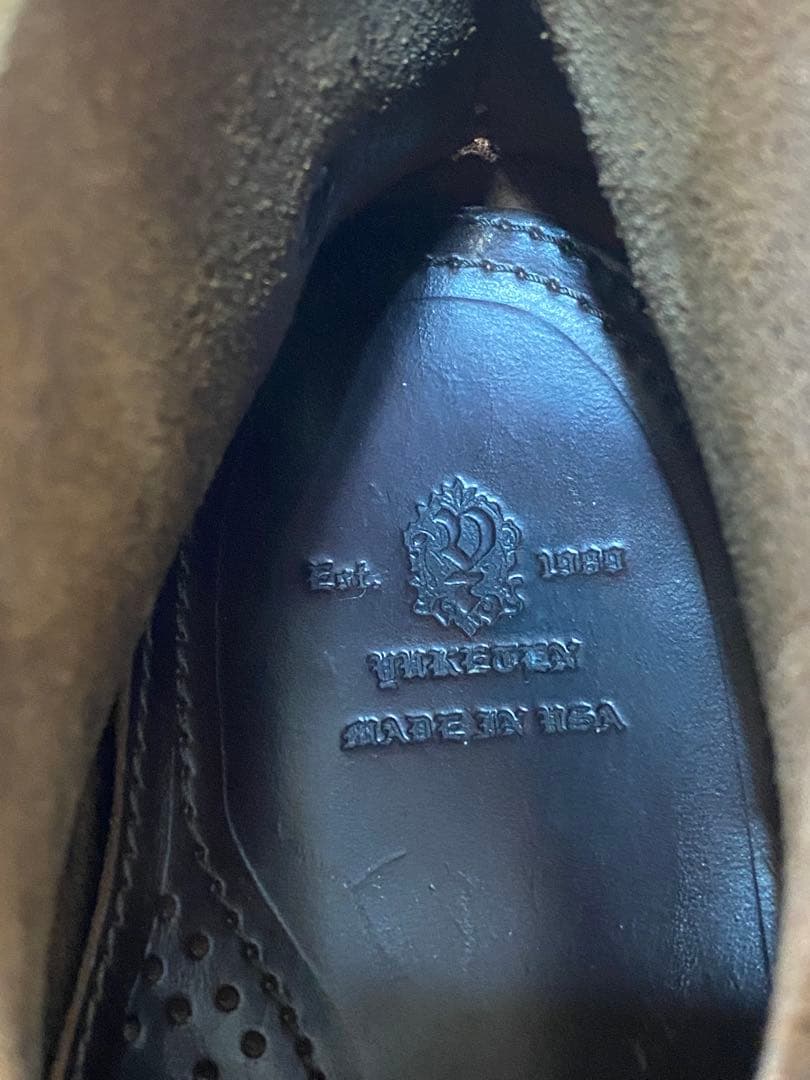 Est. Y 1989
YUKETEN
MADE IN USA